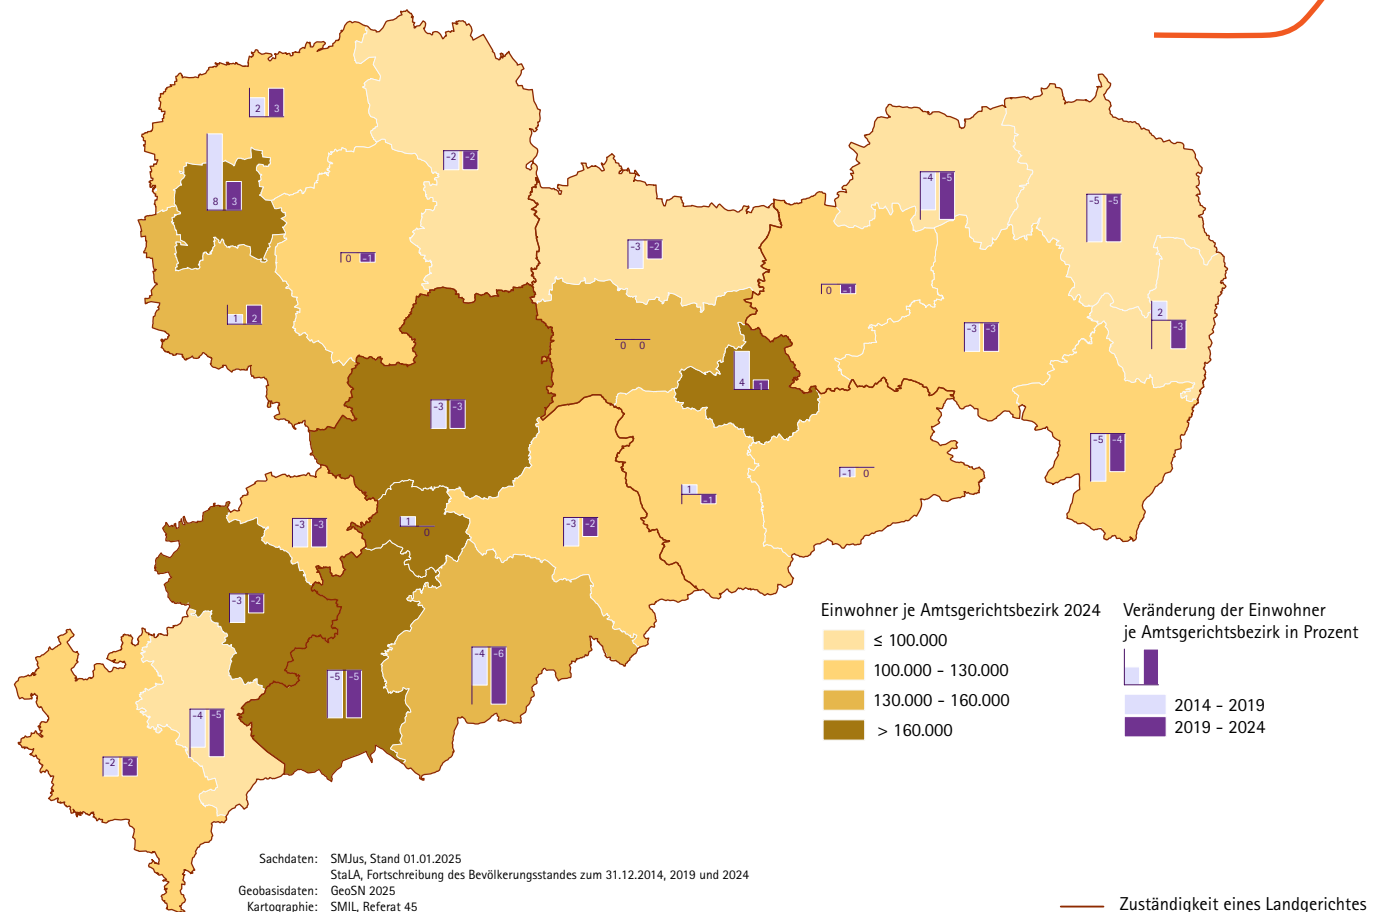 2 3
8 3
-2 -2
-4 -5
-5 -5
0 -1
-3 -2
0 -1
1 2
2 -3
-3 -3
0 0
4 1
-3 -3
-5 -4
-1 0
1 -1
-3 -3
1 0
-3 -2
-3 -2
-4 -6
-5 -5
-4 -5
-2 -2
Einwohner je Amtsgerichtsbezirk 2024
≤ 100.000
100.000 - 130.000
130.000 - 160.000
> 160.000
Veränderung der Einwohner
je Amtsgerichtsbezirk in Prozent
2014 - 2019
2019 - 2024
Sachdaten: SMJus, Stand 01.01.2025
StaLA, Fortschreibung des Bevölkerungsstandes zum 31.12.2014, 2019 und 2024
Geobasisdaten: GeoSN 2025
Kartographie: SMIL, Referat 45
Zuständigkeit eines Landgerichtes